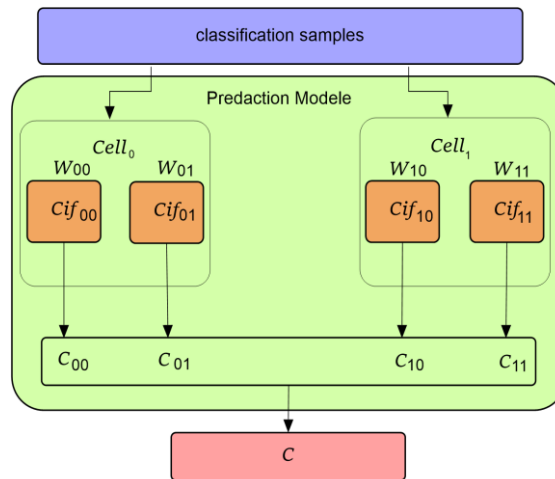 classification samples
Predaction Modele
Cell₀ Cell₁
W00 W01 W10 W11
Cif00 Cif01 Cif10 Cif11
C00 C01 C10 C11
C